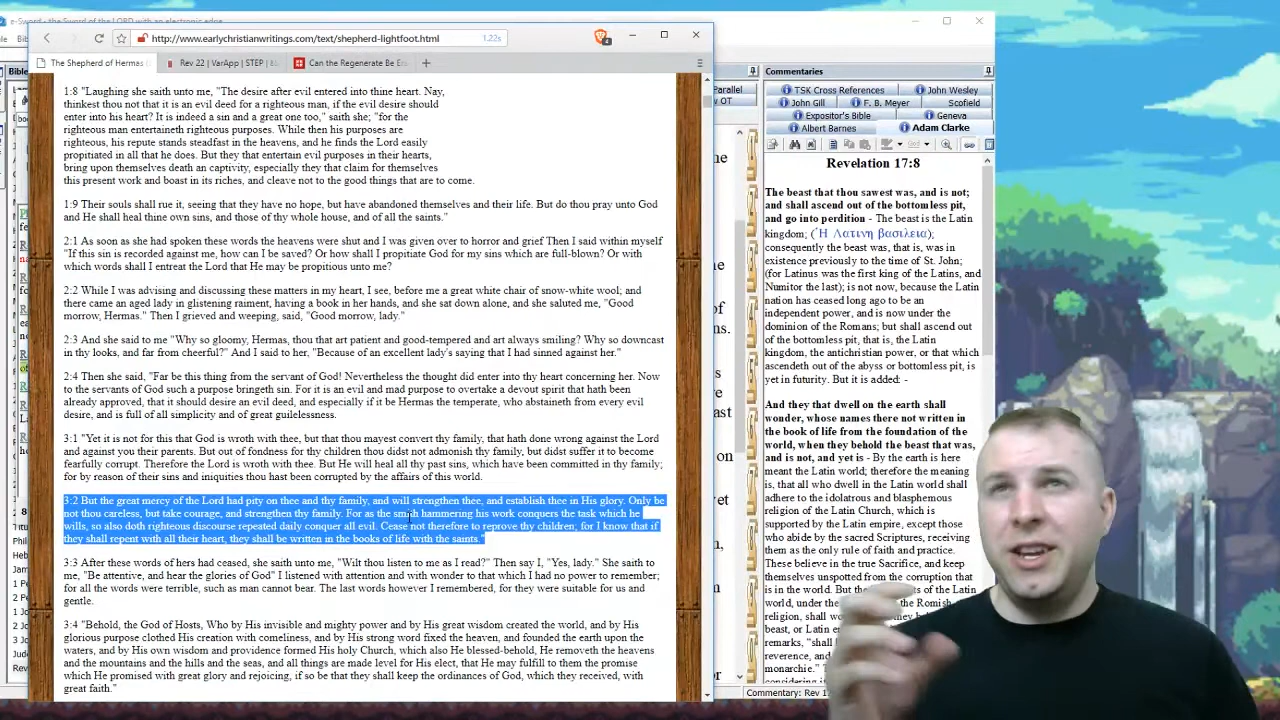 e-Sword - the Sword of the LORD with an electronic edge
http://www.earlychristianwritings.com/text/shepherd-lightfoot.html
1.22s
The Shepherd of Hermas (L
Rev 22 | VarApp | STEP |
Can the Regenerate Be Er
1:8 "Laughing she saith unto me, "The desire after evil entered into thine heart. Nay,
thinkest thou not that it is an evil deed for a righteous man, if the evil desire should
enter into his heart? It is indeed a sin and a great one too," saith she; "for the
righteous man entertaineth righteous purposes. While then his purposes are
righteous, his repute stands steadfast in the heavens, and he finds the Lord easily
propitiated in all that he does. But they that entertain evil purposes in their hearts,
bring upon themselves death an captivity, especially they that claim for themselves
this present work and boast in its riches, and cleave not to the good things that are to come.
1:9 Their souls shall rue it, seeing that they have no hope, but have abandoned themselves and their life. But do thou pray unto God
and He shall heal thine own sins, and those of thy whole house, and of all the saints."
2:1 As soon as she had spoken these words the heavens were shut and I was given over to horror and grief Then I said within myself
"If this sin is recorded against me, how can I be saved? Or how shall I propitiate God for my sins which are full-blown? Or with
which words shall I entreat the Lord that He may be propitious unto me?
2:2 While I was advising and discussing these matters in my heart, I see, before me a great white chair of snow-white wool; and
there came an aged lady in glistening raiment, having a book in her hands, and she sat down alone, and she saluted me, "Good
morrow, Hermas." Then I grieved and weeping, said, "Good morrow, lady."
2:3 And she said to me "Why so gloomy, Hermas, thou that art patient and good-tempered and art always smiling? Why so downcast
in thy looks, and far from cheerful?" And I said to her, "Because of an excellent lady's saying that I had sinned against her."
2:4 Then she said, "Far be this thing from the servant of God! Nevertheless the thought did enter into thy heart concerning her. Now
to the servants of God such a purpose bringeth sin. For it is an evil and mad purpose to overtake a devout spirit that hath been
already approved, that it should desire an evil deed, and especially if it be Hermas the temperate, who abstaineth from every evil
desire, and is full of all simplicity and of great guilelessness.
3:1 "Yet it is not for this that God is wroth with thee, but that thou mayest convert thy family, that hath done wrong against the Lord
and against you their parents. But out of fondness for thy children thou didst not admonish thy family, but didst suffer it to become
fearfully corrupt. Therefore the Lord is wroth with thee. But He will heal all thy past sins, which have been committed in thy family;
for by reason of their sins and iniquities thou hast been corrupted by the affairs of this world.
3:2 But the great mercy of the Lord had pity on thee and thy family, and will strengthen thee, and establish thee in His glory. Only be
not thou careless, but take courage, and strengthen thy family. For as the smith hammering his work conquers the task which he
wills, so also doth righteous discourse repeated daily conquer all evil. Cease not therefore to reprove thy children; for I know that if
they shall repent with all their heart, they shall be written in the books of life with the saints."
3:3 After these words of hers had ceased, she saith unto me, "Wilt thou listen to me as I read?" Then say I, "Yes, lady." She saith to
me, "Be attentive, and hear the glories of God" I listened with attention and with wonder to that which I had no power to remember;
for all the words were terrible, such as man cannot bear. The last words however I remembered, for they were suitable for us and
gentle.
3:4 "Behold, the God of Hosts, Who by His invisible and mighty power and by His great wisdom created the world, and by His
glorious purpose clothed His creation with comeliness, and by His strong word fixed the heaven, and founded the earth upon the
waters, and by His own wisdom and providence formed His holy Church, which also He blessed-behold, He removeth the heavens
and the mountains and the hills and the seas, and all things are made level for His elect, that He may fulfill to them the promise
which He promised with great glory and rejoicing, if so be that they shall keep the ordinances of God, which they received, with
great faith."
Commentaries
TSK Cross References
John Wesley
John Gill
F. B. Meyer
Scofield
Expositor's Bible
Geneva
Albert Barnes
Adam Clarke
Revelation 17:8
The beast that thou sawest was, and is not;
and shall ascend out of the bottomless pit,
and go into perdition - The beast is the Latin
kingdom; (Ἡ Λατινη βασιλεια);
consequently the beast was, that is, was in
existence previously to the time of St. John;
(for Latinus was the first king of the Latins, and
Numitor the last); is not now, because the Latin
nation has ceased long ago to be an
independent power, and is now under the
dominion of the Romans; but shall ascend out
of the bottomless pit, that is, the Latin
kingdom, the antichristian power, or that which
ascendeth out of the abyss or bottomless pit, is
yet in futurity. But it is added: -
And they that dwell on the earth shall
wonder, whose names there not written in
the book of life from the foundation of the
world, when they behold the beast that was,
and is not, and yet is - By the earth is
here meant the Latin world; therefore the meaning
is, that all who dwell in the Latin world shall
adhere to the idolatrous and blasphemous
religion of the Latin Church, which is
supported by the Latin empire, except those
who abide by the sacred Scriptures, receiving
them as the only rule of faith and practice.
These believe in the true Sacrifice, and keep
themselves unspotted from the corruption that
is in the world. But the
of the Latin
world, under the
the Romish
religion, shall
Commentary: Rev 1